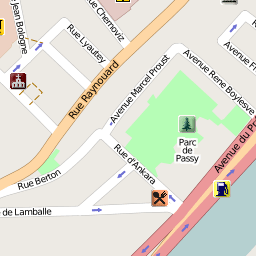 Jean Bologne
Rue Chernoviz
Rue Lyautey
Rue Raynouard
Avenue Marcel Proust
Avenue René Boylesve
Parc
de
Passy
Rue d'Ankara
Rue Berton
de Lamballe
Avenue du